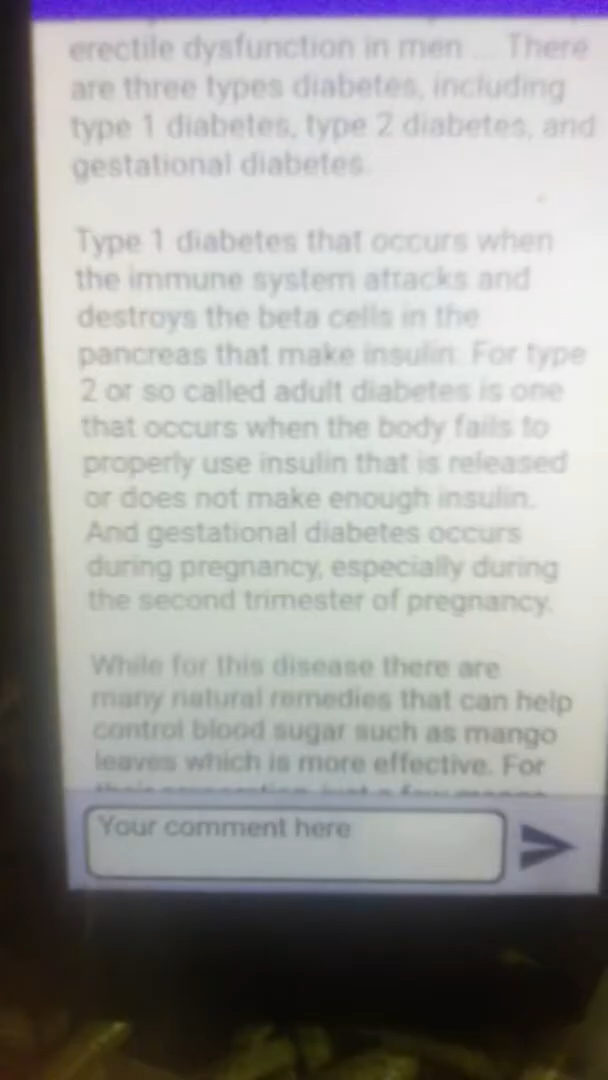 erectile dysfunction in men ... There
are three types diabetes, including
type 1 diabetes, type 2 diabetes, and
gestational diabetes.
Type 1 diabetes that occurs when
the immune system attacks and
destroys the beta cells in the
pancreas that make insulin. For type
2 or so called adult diabetes is one
that occurs when the body fails to
properly use insulin that is released
or does not make enough insulin.
And gestational diabetes occurs
during pregnancy, especially during
the second trimester of pregnancy.
While for this disease there are
many natural remedies that can help
control blood sugar such as mango
leaves which is more effective. For
Your comment here